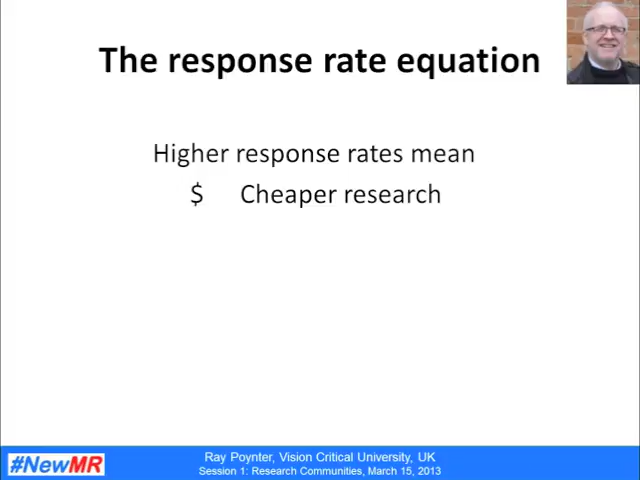 The response rate equation
Higher response rates mean
$ Cheaper research
#NewMR
Ray Poynter, Vision Critical University, UK
Session 1: Research Communities, March 15, 2013